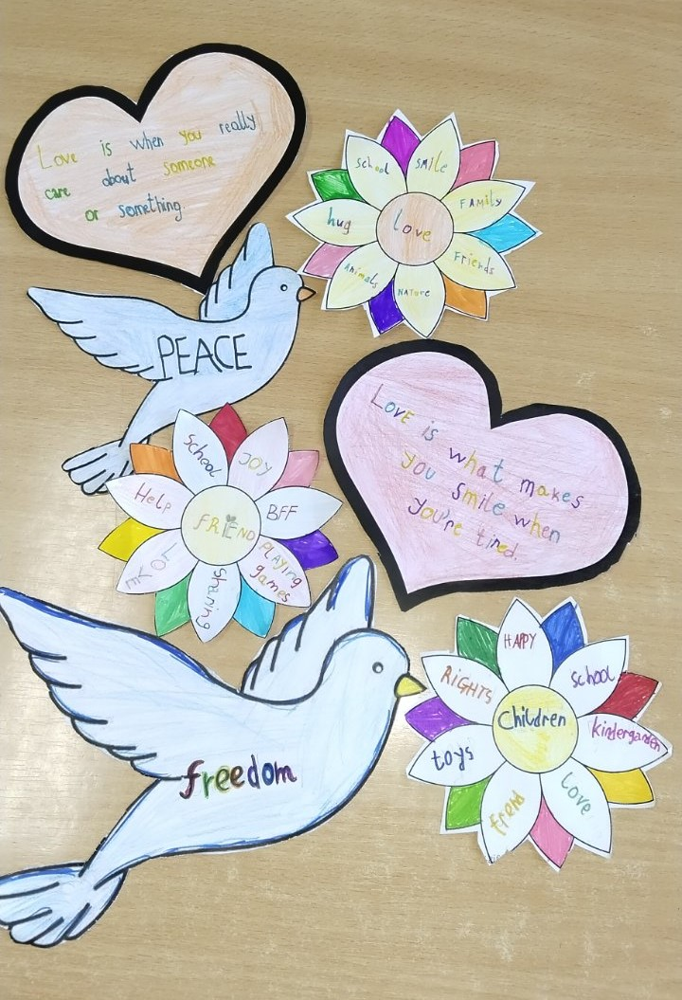 Love is when you really
care about someone
or something.
love
smile
FAMiLy
Friends
NATure
Animals
hug
school
PEACE
LovE is what makes
you smile when
you're tired.
FRIEND
JOY
BFF
PLAYING
games
sharing
Help
School
freedom
Children
HAPPY
school
kindergarden
love
toys
RiGHTS